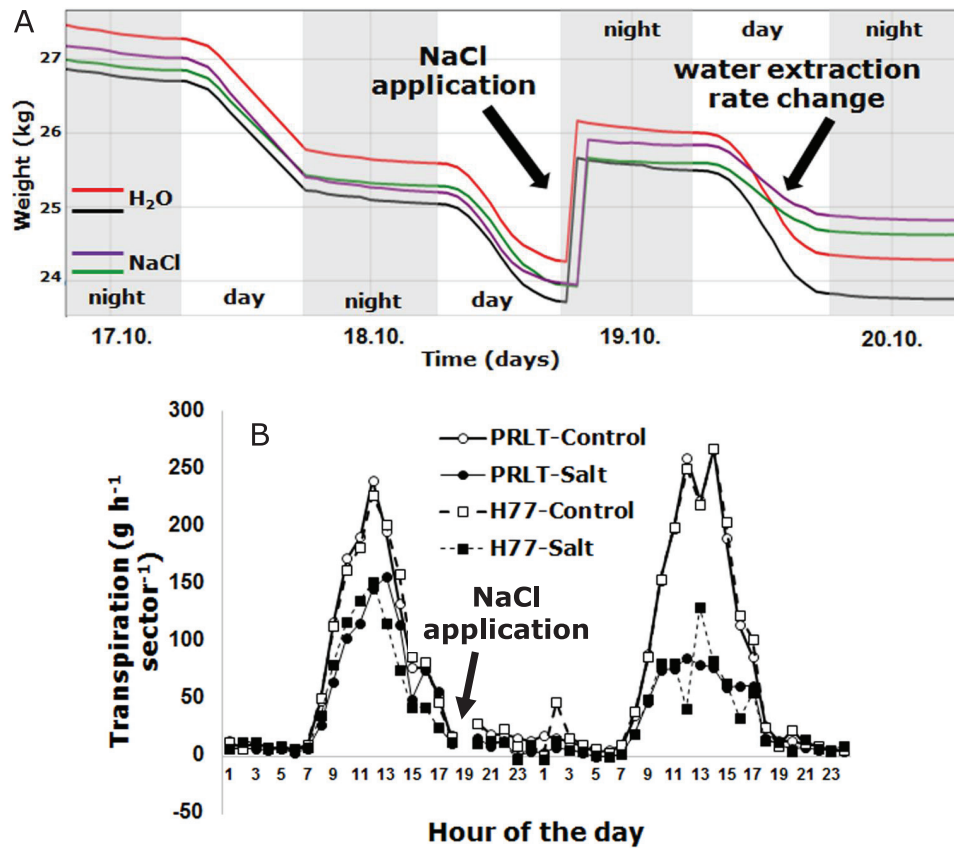 A
Weight (kg)
27
26
25
24
night
day
night
NaCl
application
water extraction
rate change
H₂O
NaCl
night
day
night
day
17.10.
18.10.
19.10.
20.10.
Time (days)
B
Transpiration (g h⁻¹
sector⁻¹)
300
250
200
150
100
50
0
-50
PRLT-Control
PRLT-Salt
H77-Control
H77-Salt
NaCl
application
1 3 5 7 9 11 13 15 17 19 21 23 1 3 5 7 9 11 13 15 17 19 21 23
Hour of the day